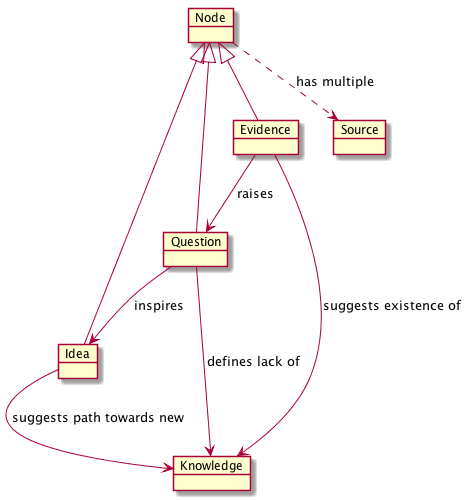 Node
has multiple
Evidence
Source
raises
Question
inspires
suggests existence of
Idea
defines lack of
suggests path towards new
Knowledge